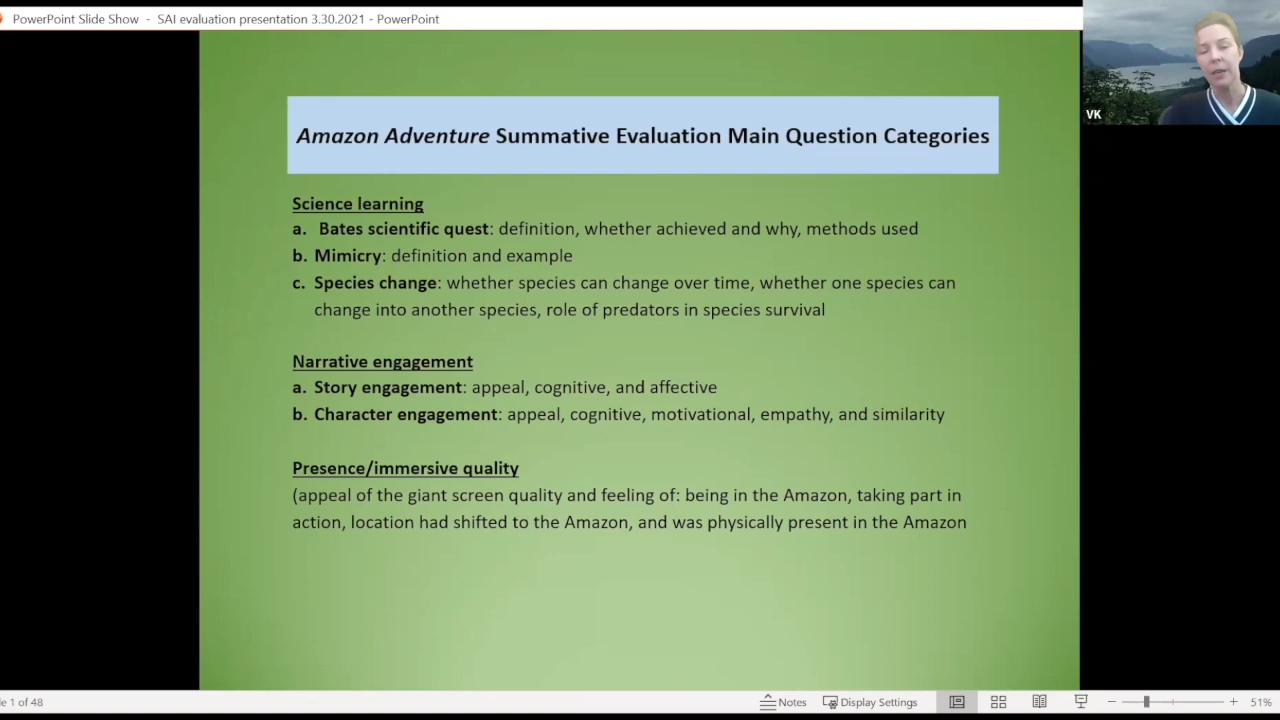 PowerPoint Slide Show - SAI evaluation presentation 3.30.2021 - PowerPoint
VK
Amazon Adventure Summative Evaluation Main Question Categories
Science learning
a. Bates scientific quest: definition, whether achieved and why, methods used
b. Mimicry: definition and example
c. Species change: whether species can change over time, whether one species can
change into another species, role of predators in species survival
Narrative engagement
a. Story engagement: appeal, cognitive, and affective
b. Character engagement: appeal, cognitive, motivational, empathy, and similarity
Presence/immersive quality
(appeal of the giant screen quality and feeling of: being in the Amazon, taking part in
action, location had shifted to the Amazon, and was physically present in the Amazon
le 1 of 48 Notes Display Settings 51%